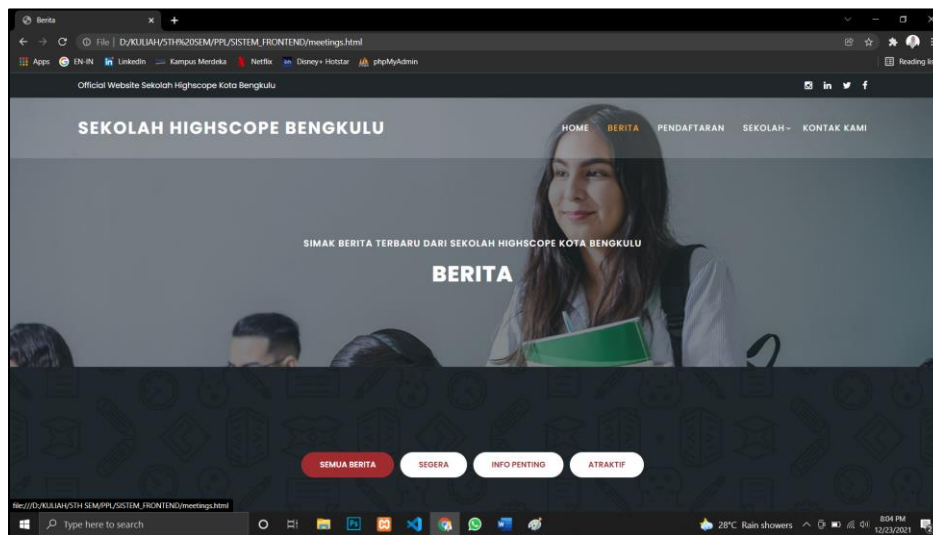 Berita
File | D:/KULIAH/5TH%20SEM/PPL/SISTEM_FRONTEND/meetings.html
Apps EN-IN LinkedIn Kampus Merdeka Netflix Disney+ Hotstar phpMyAdmin Reading lis
Official Website Sekolah Highscope Kota Bengkulu
SEKOLAH HIGHSCOPE BENGKULU HOME BERITA PENDAFTARAN SEKOLAH KONTAK KAMI
SIMAK BERITA TERBARU DARI SEKOLAH HIGHSCOPE KOTA BENGKULU
BERITA
SEMUA BERITA SEGERA INFO PENTING ATRAKTIF
file:///D:/KULIAH/5TH SEM/PPL/SISTEM_FRONTEND/meetings.html
Type here to search 28°C Rain showers 8:04 PM
12/23/2021